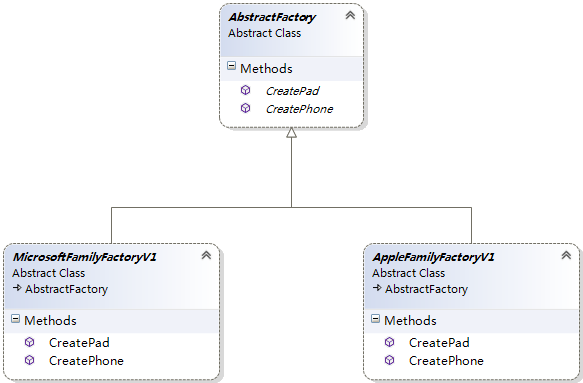 AbstractFactory
Abstract Class
Methods
CreatePad
CreatePhone
MicrosoftFamilyFactoryV1
Abstract Class
AbstractFactory
Methods
CreatePad
CreatePhone
AppleFamilyFactoryV1
Abstract Class
AbstractFactory
Methods
CreatePad
CreatePhone